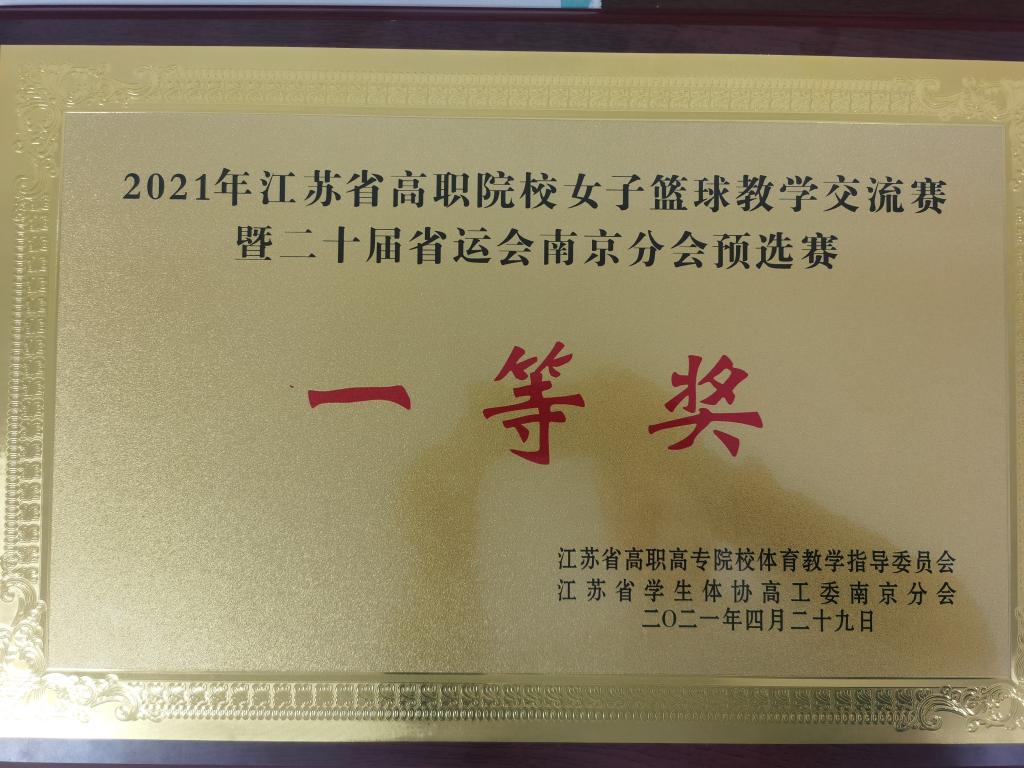 2021年江苏省高职院校女子篮球教学交流赛
暨二十届省运会南京分会预选赛
一等奖
江苏省高职高专院校体育教学指导委员会
江苏省学生体协高工委南京分会
二〇二一年四月二十九日